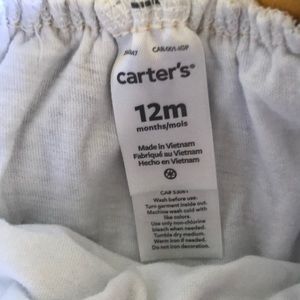 carter's®
12m
months/mois
Made in Vietnam
Fabriqué au Vietnam
Hecho en Vietnam
Wash before use.
Turn garment inside out.
Machine wash cold with
like colors.
Use only non-chlorine
bleach when needed.
Tumble dry medium.
Warm iron if needed.
Do not iron decoration.